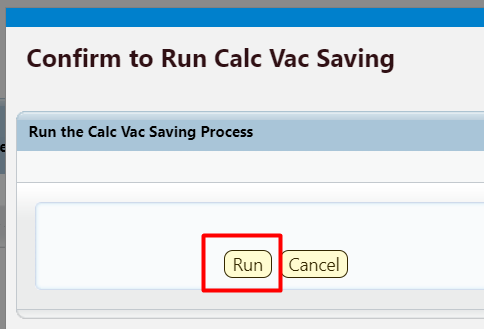 Confirm to Run Calc Vac Saving
Run the Calc Vac Saving Process
Run Cancel